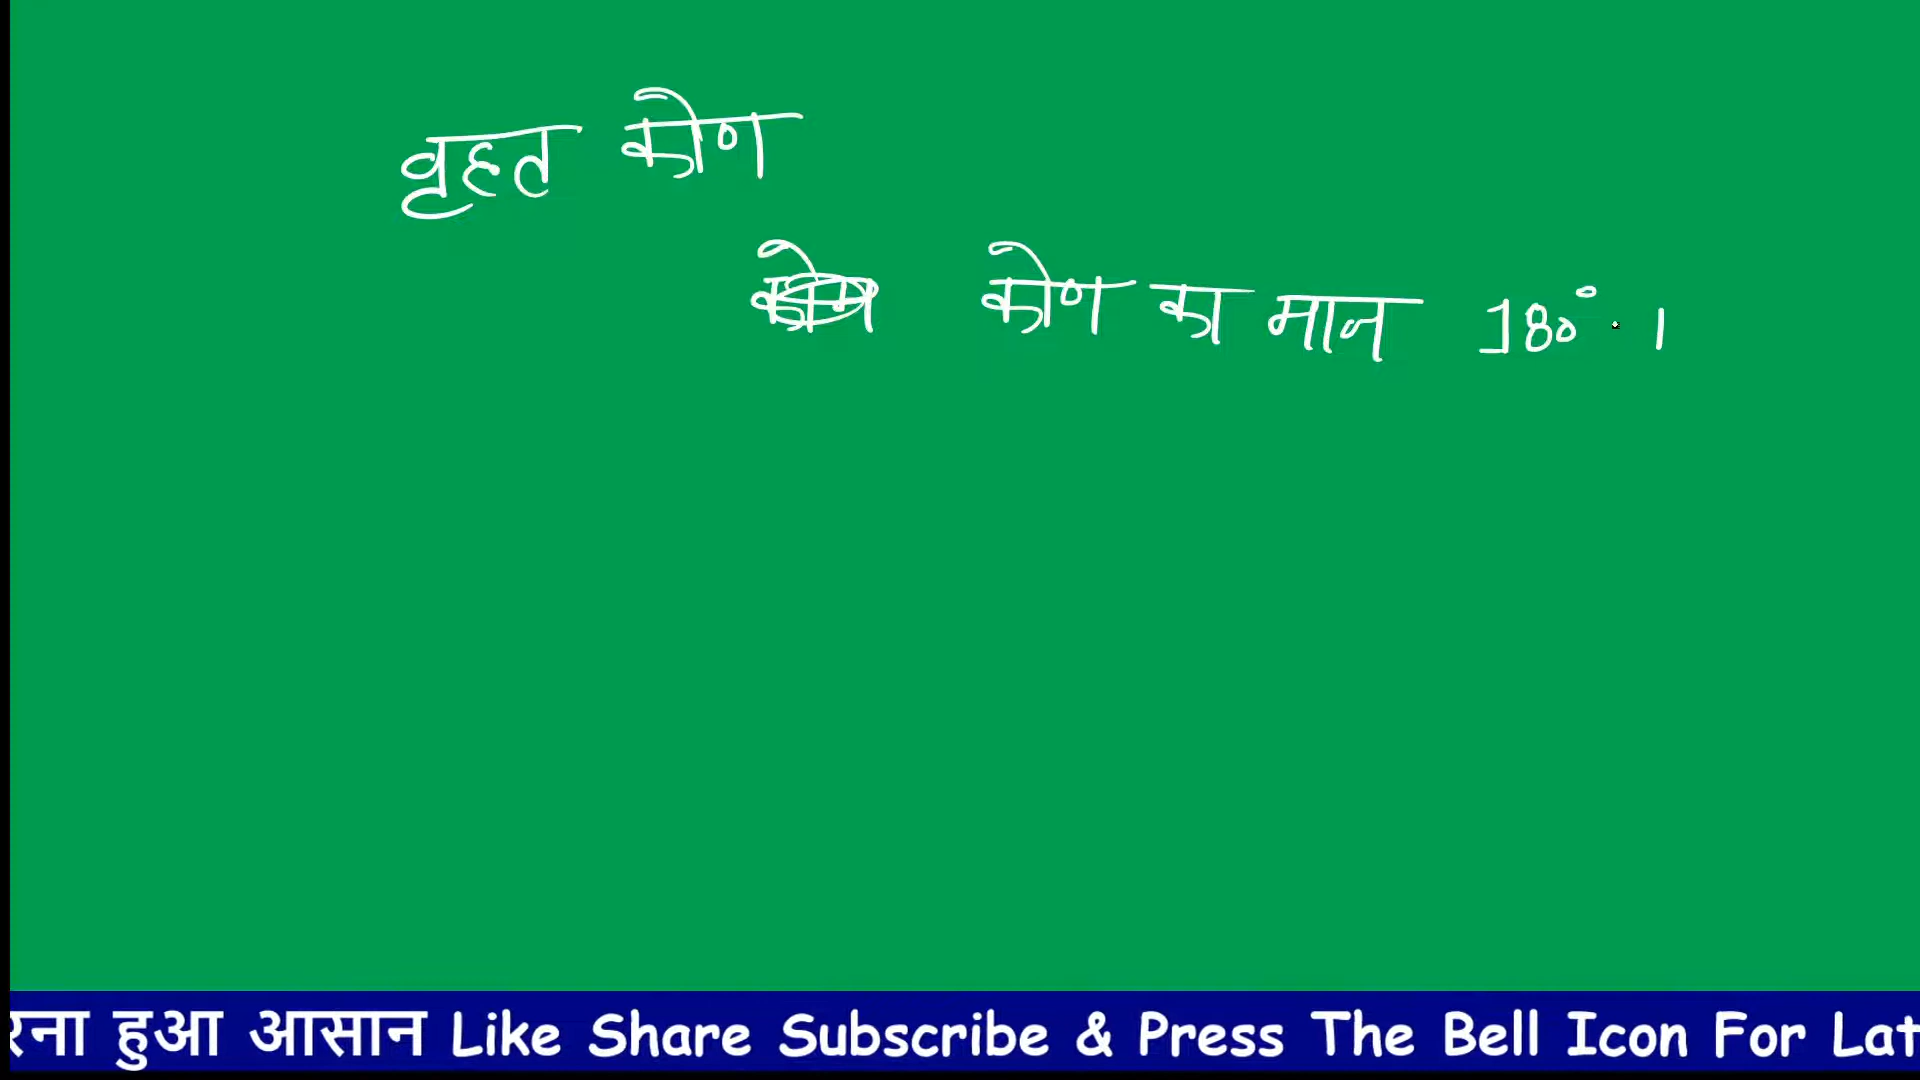 वृहत कोण
कोण का मान 180°
रना हुआ आसान Like Share Subscribe & Press The Bell Icon For Lat